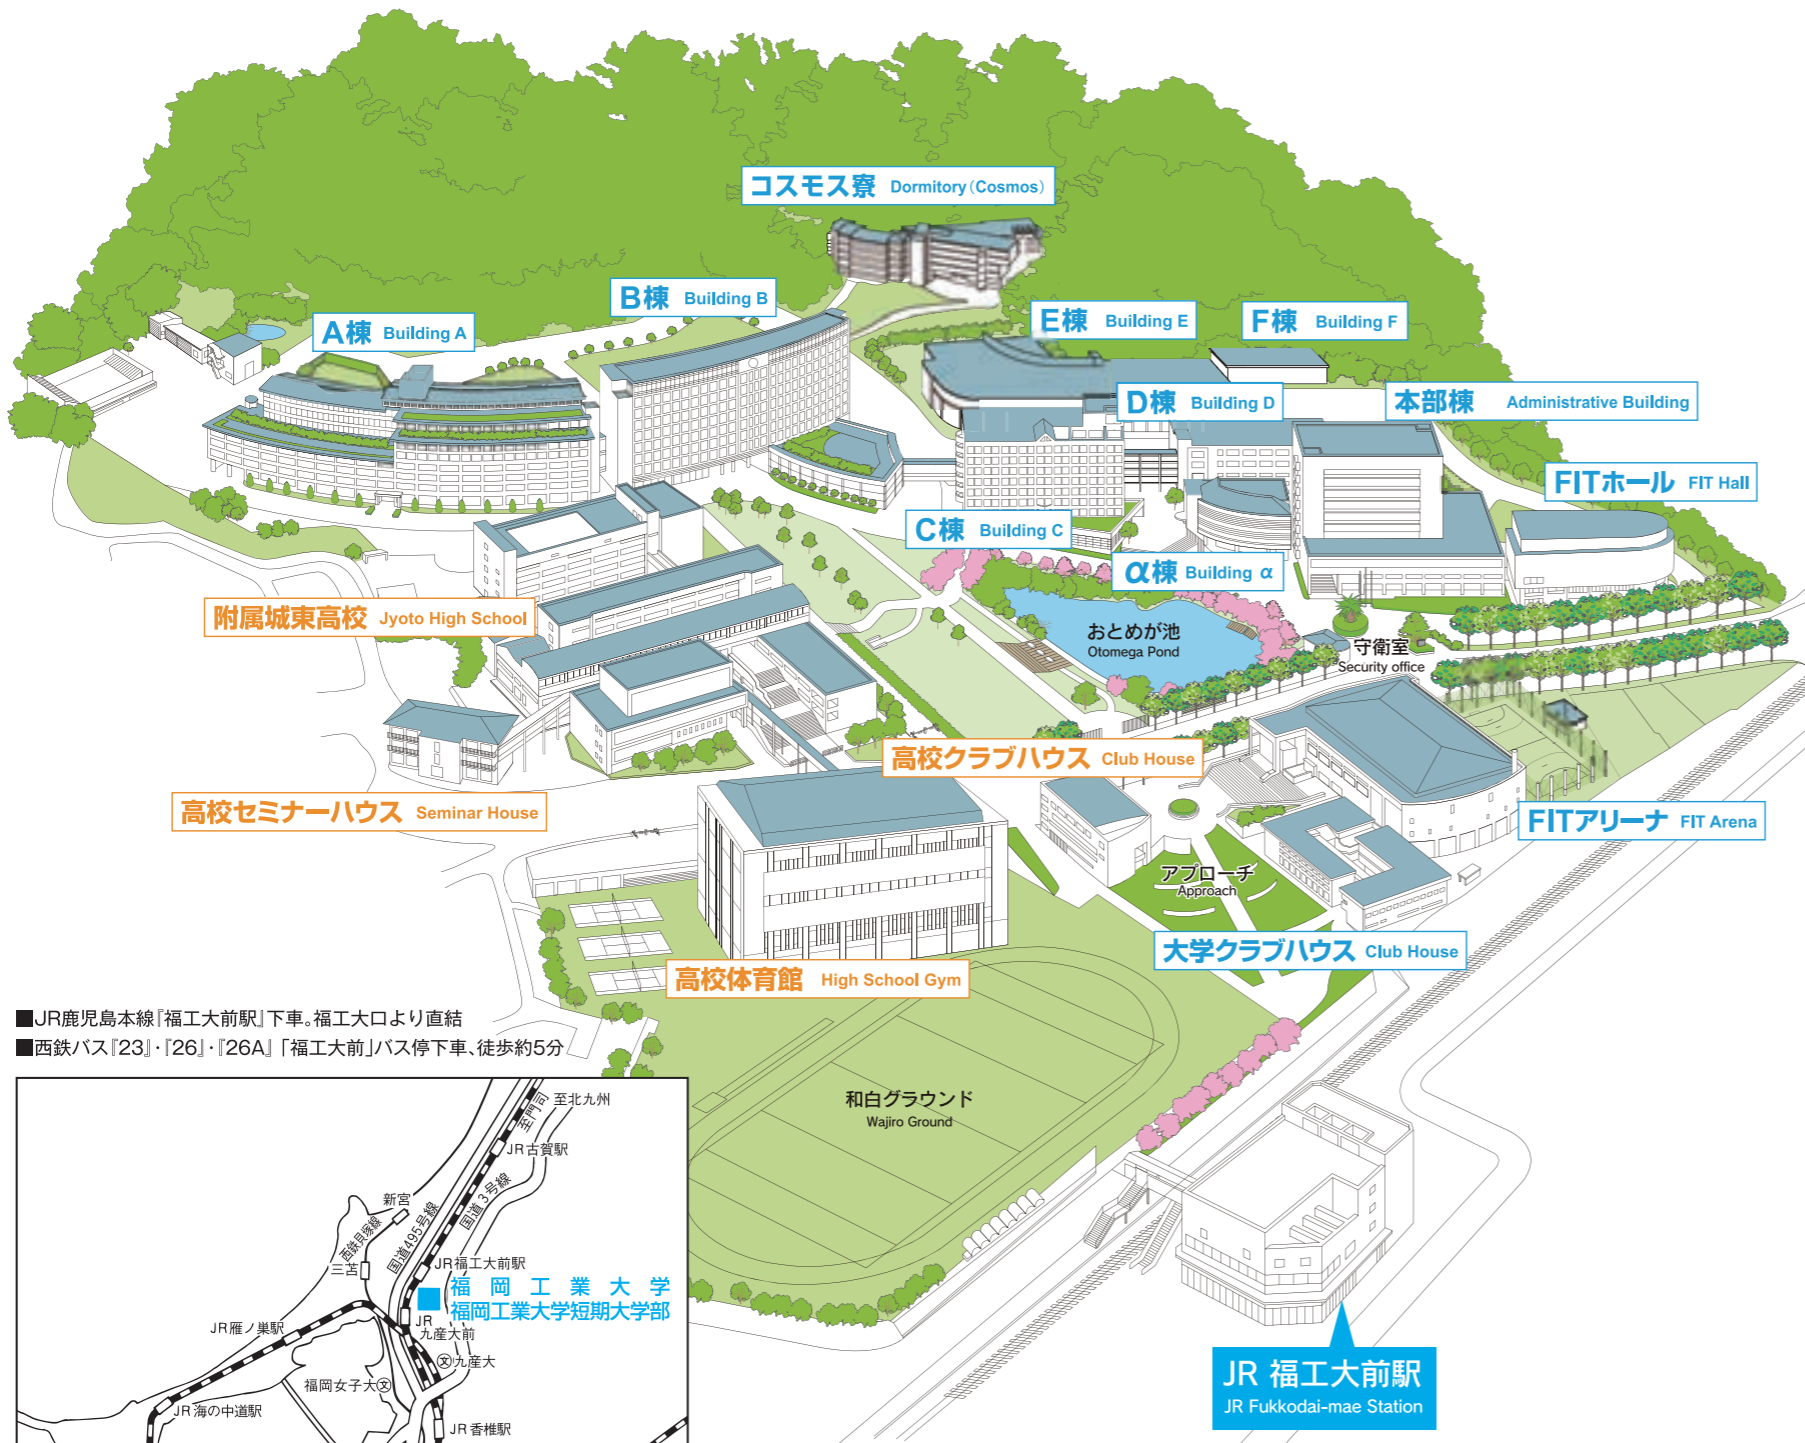 コスモス寮 Dormitory(Cosmos)
B棟 Building B
A棟 Building A
E棟 Building E
F棟 Building F
D棟 Building D
本部棟 Administrative Building
FITホール FIT Hall
C棟 Building C
α棟 Building α
附属城東高校 Jyoto High School
おとめが池
Otomega Pond
守衛室
Security office
高校クラブハウス Club House
高校セミナーハウス Seminar House
FITアリーナ FIT Arena
アプローチ
Approach
大学クラブハウス Club House
高校体育館 High School Gym
■JR鹿児島本線『福工大前駅』下車。福工大口より直結
■西鉄バス『23』・『26』・『26A』「福工大前」バス停下車、徒歩約5分
和白グラウンド
Wajiro Ground
至門司
至北九州
JR古賀駅
国道3号線
新宮
西鉄貝塚線
国道495号線
三苫
JR福工大前駅
福岡工業大学
福岡工業大学短期大学部
JR
九産大前
JR雁ノ巣駅
文九産大
福岡女子大文
JR海の中道駅
JR香椎駅
JR 福工大前駅
JR Fukkodai-mae Station